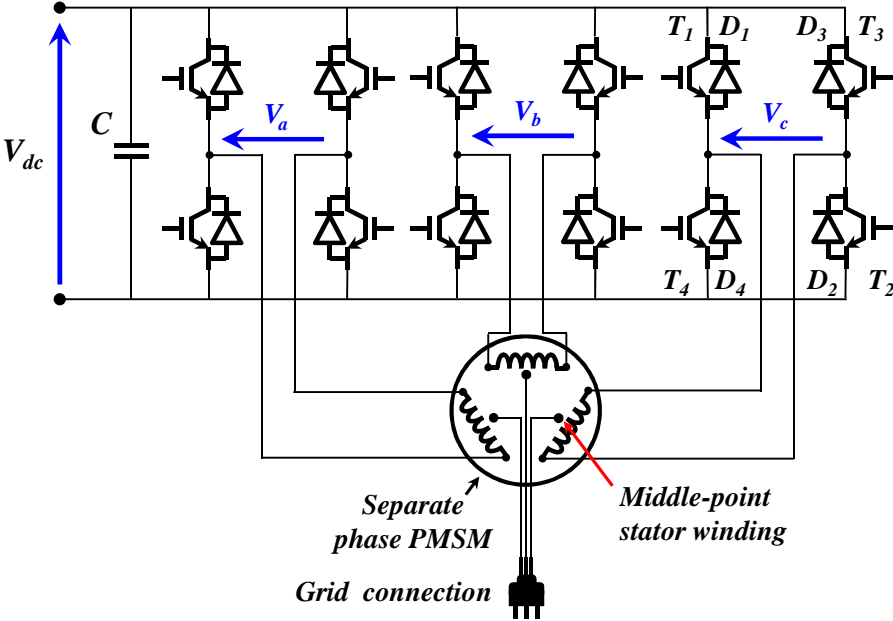 T1 D1 D3 T3
Va
Vb
Vc
C
Vdc
T4 D4 D2 T2
Separate
phase PMSM
Middle-point
stator winding
Grid connection